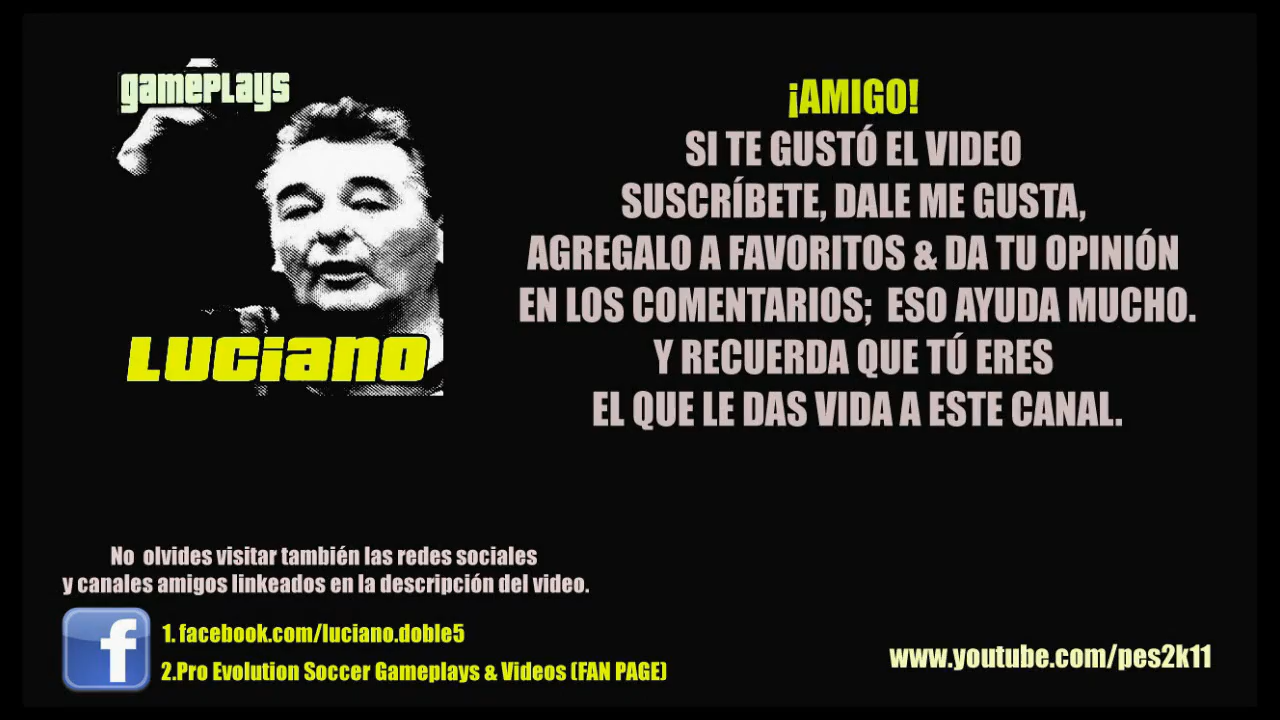 gamePLays
LUCiano
¡AMIGO!
SI TE GUSTÓ EL VIDEO
SUSCRÍBETE, DALE ME GUSTA,
AGREGALO A FAVORITOS & DA TU OPINIÓN
EN LOS COMENTARIOS; ESO AYUDA MUCHO.
Y RECUERDA QUE TÚ ERES
EL QUE LE DAS VIDA A ESTE CANAL.
No olvides visitar también las redes sociales
y canales amigos linkeados en la descripción del video.
f
1. facebook.com/luciano.doble5
2.Pro Evolution Soccer Gameplays & Videos (FAN PAGE)
www.youtube.com/pes2k11